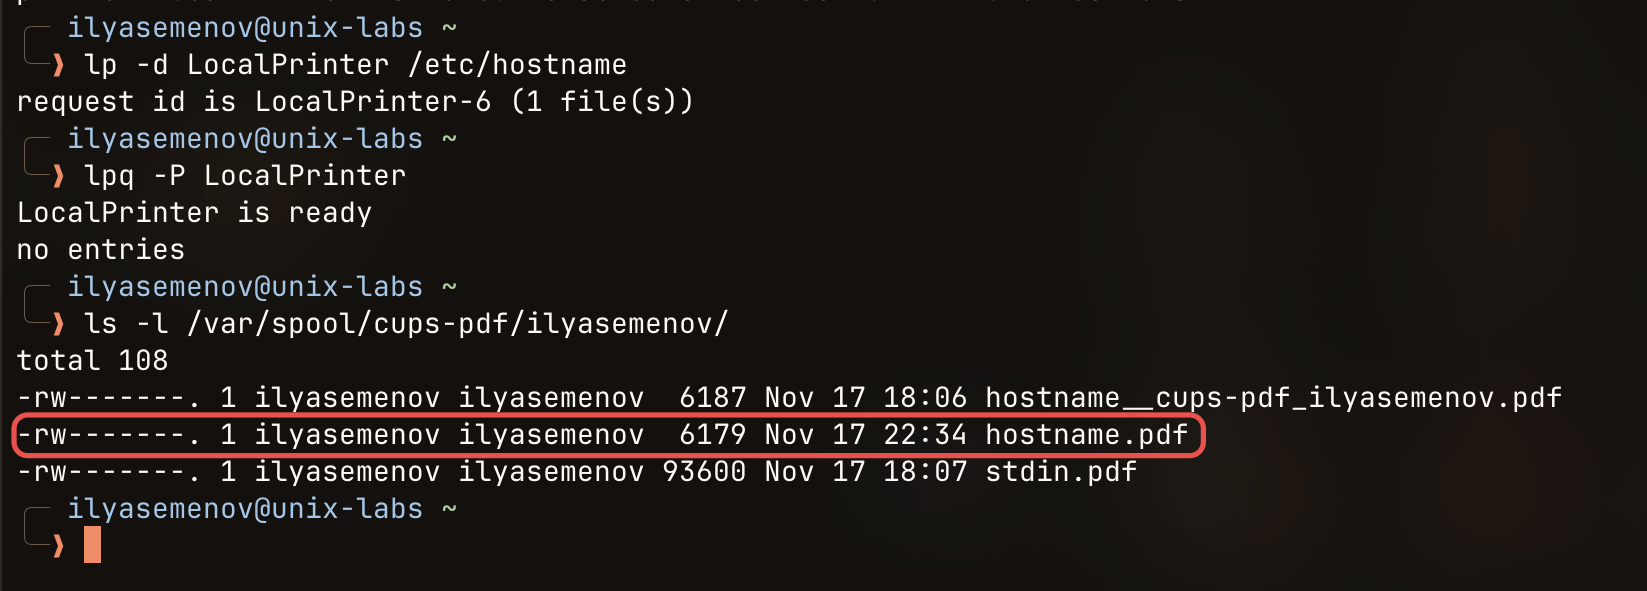 ilyasemenov@unix-labs ~
❯ lp -d LocalPrinter /etc/hostname
request id is LocalPrinter-6 (1 file(s))
ilyasemenov@unix-labs ~
❯ lpq -P LocalPrinter
LocalPrinter is ready
no entries
ilyasemenov@unix-labs ~
❯ ls -l /var/spool/cups-pdf/ilyasemenov/
total 108
-rw-------. 1 ilyasemenov ilyasemenov  6187 Nov 17 18:06 hostname__cups-pdf_ilyasemenov.pdf
-rw-------. 1 ilyasemenov ilyasemenov  6179 Nov 17 22:34 hostname.pdf
-rw-------. 1 ilyasemenov ilyasemenov 93600 Nov 17 18:07 stdin.pdf
ilyasemenov@unix-labs ~
❯